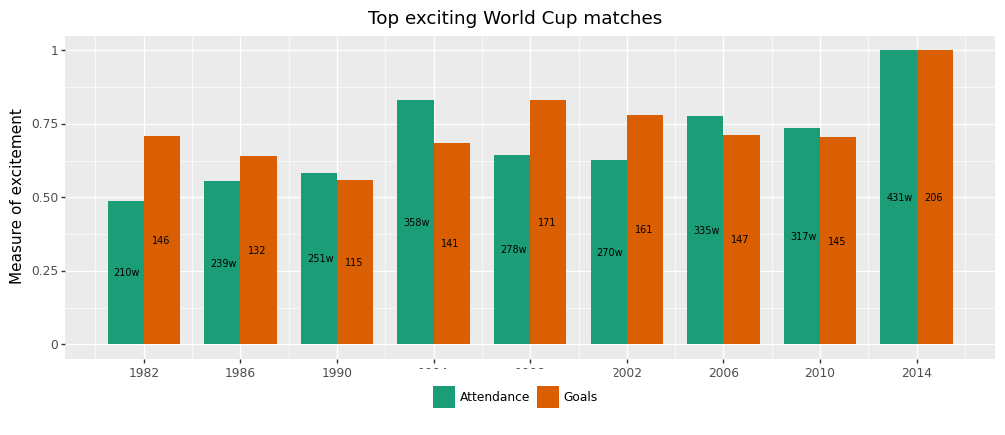 Top exciting World Cup matches
Measure of excitement
1
0.75
0.50
0.25
0
210w 146
239w 132
251w 115
358w 141
278w 171
270w 161
335w 147
317w 145
431w 206
1982 1986 1990 2002 2006 2010 2014
Attendance Goals